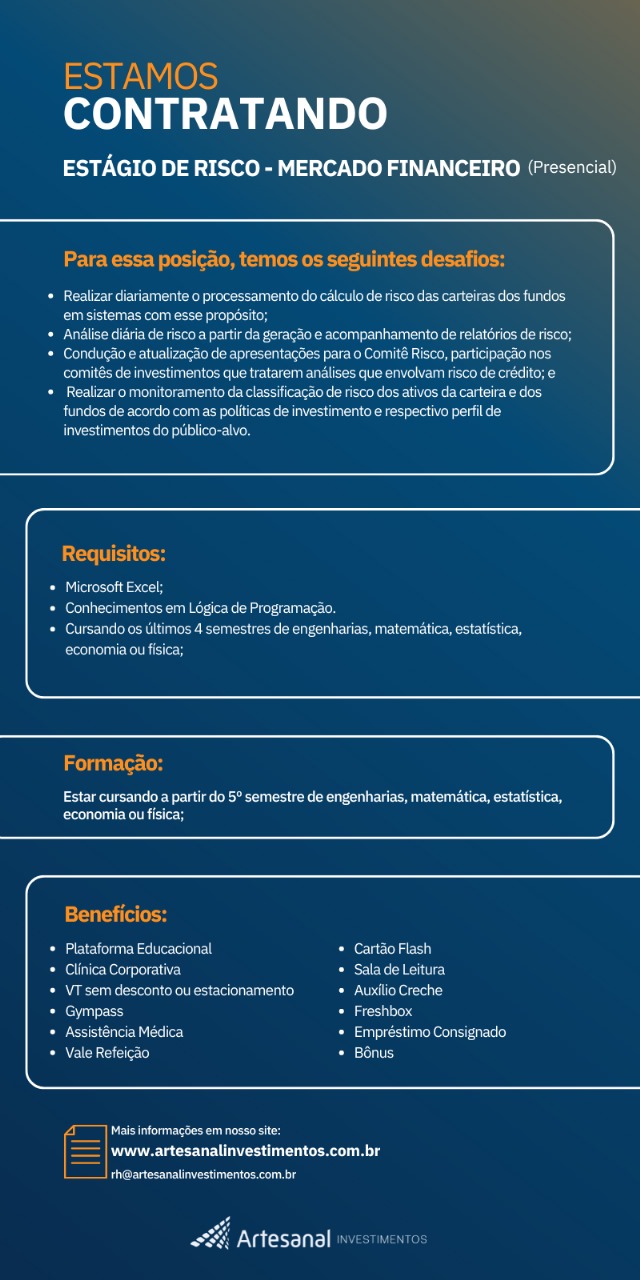 ESTAMOS
CONTRATANDO
ESTÁGIO DE RISCO - MERCADO FINANCEIRO (Presencial)
Para essa posição, temos os seguintes desafios:
• Realizar diariamente o processamento do cálculo de risco das carteiras dos fundos
em sistemas com esse propósito;
• Análise diária de risco a partir da geração e acompanhamento de relatórios de risco;
• Condução e atualização de apresentações para o Comitê Risco, participação nos
comitês de investimentos que tratarem análises que envolvam risco de crédito; e
• Realizar o monitoramento da classificação de risco dos ativos da carteira e dos
fundos de acordo com as políticas de investimento e respectivo perfil de
investimentos do público-alvo.
Requisitos:
• Microsoft Excel;
• Conhecimentos em Lógica de Programação.
• Cursando os últimos 4 semestres de engenharias, matemática, estatística,
economia ou física;
Formação:
Estar cursando a partir do 5º semestre de engenharias, matemática, estatística,
economia ou física;
Benefícios:
• Plataforma Educacional
• Clínica Corporativa
• VT sem desconto ou estacionamento
• Gympass
• Assistência Médica
• Vale Refeição
• Cartão Flash
• Sala de Leitura
• Auxílio Creche
• Freshbox
• Empréstimo Consignado
• Bônus
Mais informações em nosso site:
www.artesanalinvestimentos.com.br
rh@artesanalinvestimentos.com.br
Artesanal INVESTIMENTOS